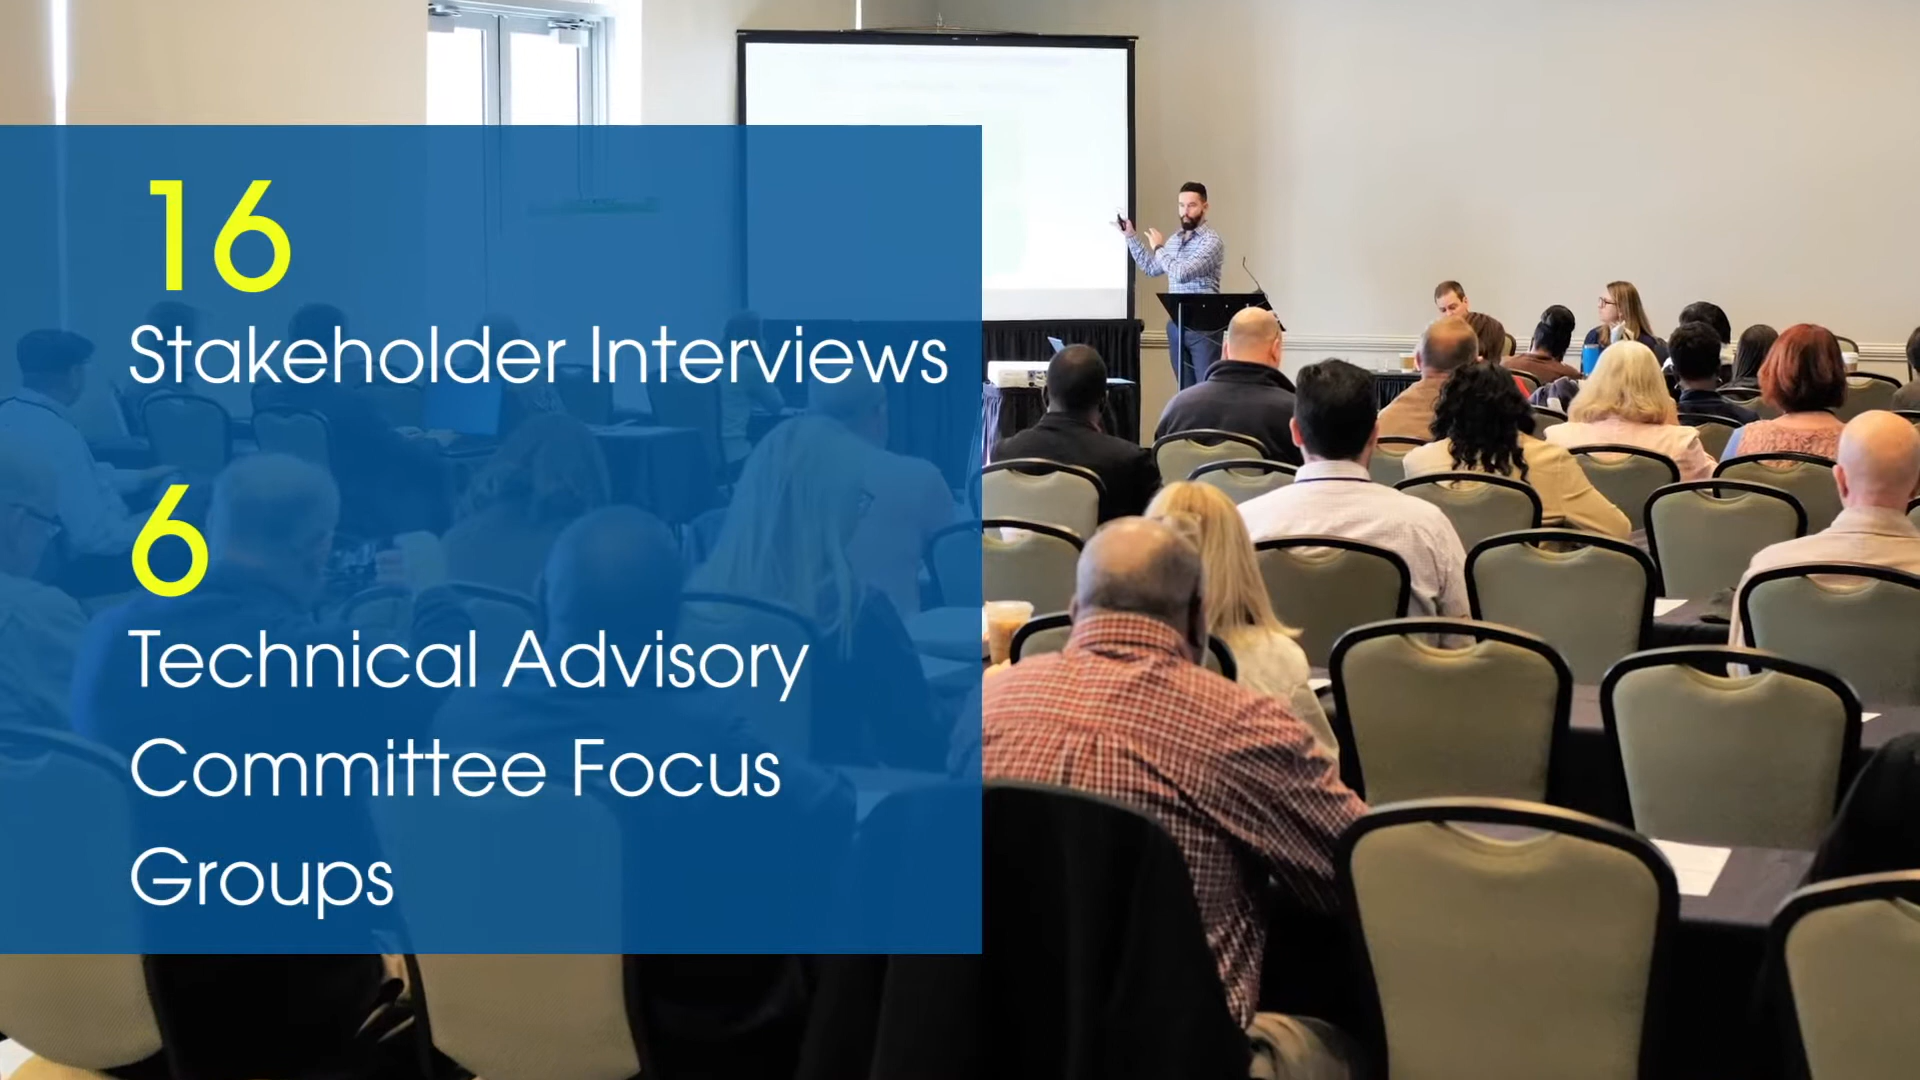 16
Stakeholder Interviews
6
Technical Advisory
Committee Focus
Groups